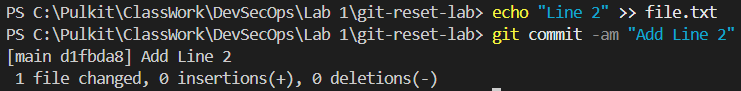 PS C:\Pulkit\ClassWork\DevSecOps\Lab 1\git-reset-lab> echo "Line 2" >> file.txt
PS C:\Pulkit\ClassWork\DevSecOps\Lab 1\git-reset-lab> git commit -am "Add Line 2"
[main d1fbda8] Add Line 2
 1 file changed, 0 insertions(+), 0 deletions(-)